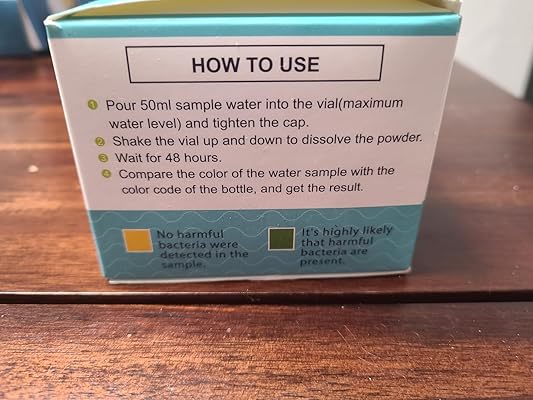 HOW TO USE
1 Pour 50ml sample water into the vial(maximum
water level) and tighten the cap.
2 Shake the vial up and down to dissolve the powder.
3 Wait for 48 hours.
4 Compare the color of the water sample with the
color code of the bottle, and get the result.
No harmful
bacteria were
detected in the
sample.
It's highly likely
that harmful
bacteria are
present.